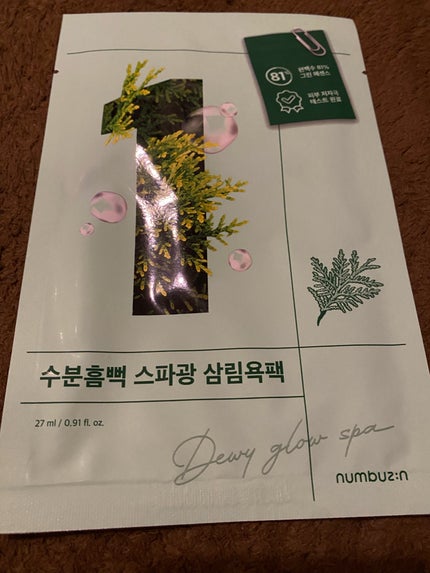 1
81%
편백수 81%
그린 에센스
피부 저자극
테스트 완료
수분흠뻑 스파광 삼림욕팩
27 ml / 0.91 fl. oz.
Dewy glow spa
numbuz:n